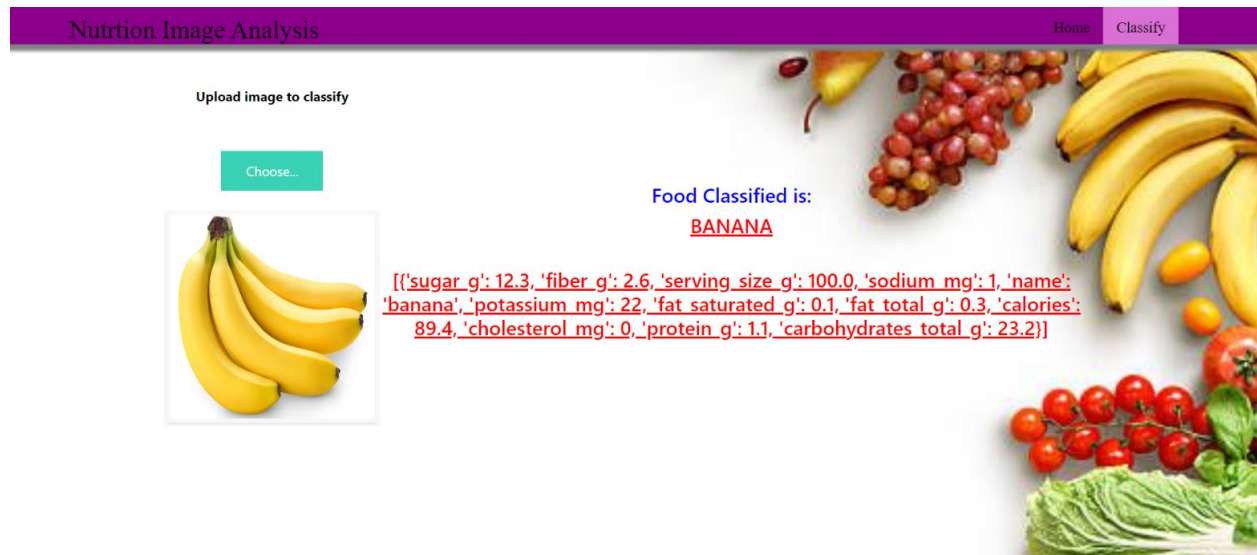 Nutrtion Image Analysis
Home
Classify
Upload image to classify
Choose...
Food Classified is:
BANANA
[{'sugar_g': 12.3, 'fiber_g': 2.6, 'serving_size_g': 100.0, 'sodium_mg': 1, 'name':
'banana', 'potassium_mg': 22, 'fat_saturated_g': 0.1, 'fat_total_g': 0.3, 'calories':
89.4, 'cholesterol_mg': 0, 'protein_g': 1.1, 'carbohydrates_total_g': 23.2}]